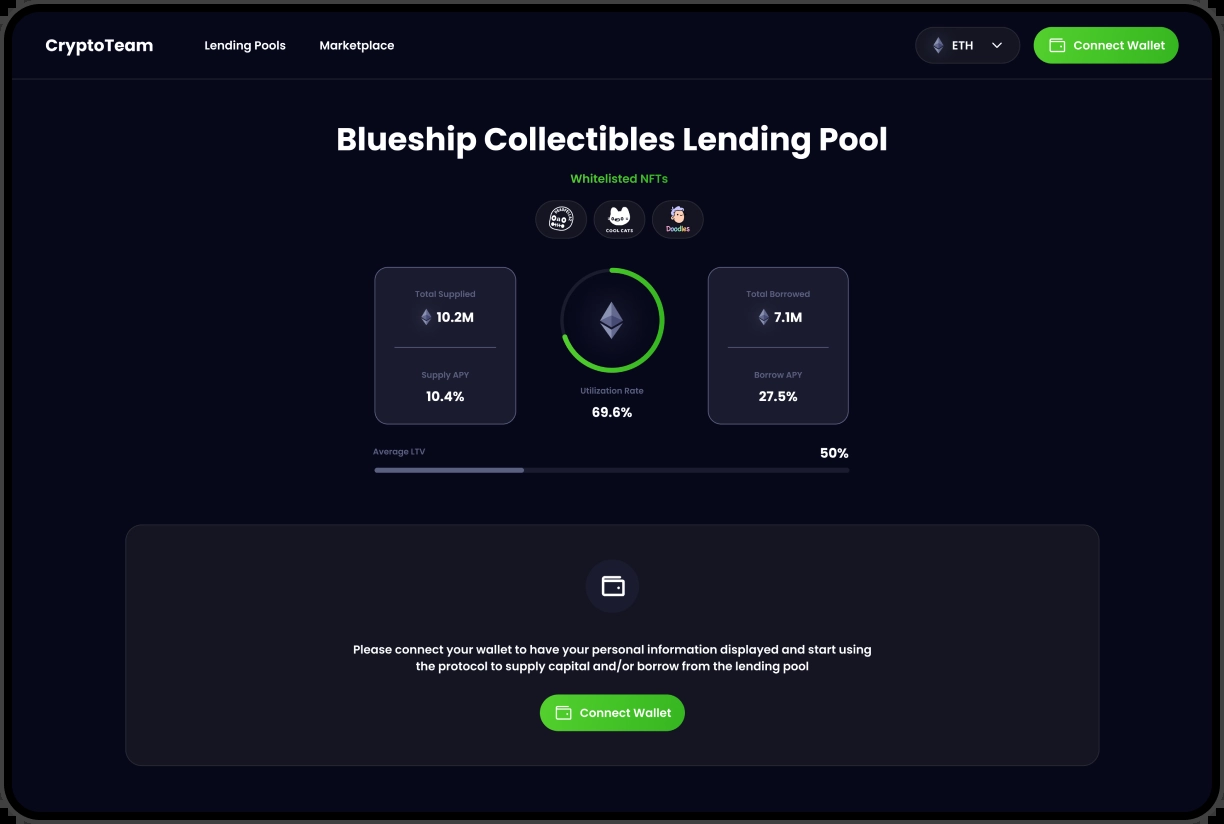 CryptoTeam
Lending Pools
Marketplace
ETH
Connect Wallet
Blueship Collectibles Lending Pool
Whitelisted NFTs
COOL CATS
Doodles
Total Supplied
10.2M
Supply APY
10.4%
Utilization Rate
69.6%
Total Borrowed
7.1M
Borrow APY
27.5%
Average LTV
50%
Please connect your wallet to have your personal information displayed and start using
the protocol to supply capital and/or borrow from the lending pool
Connect Wallet